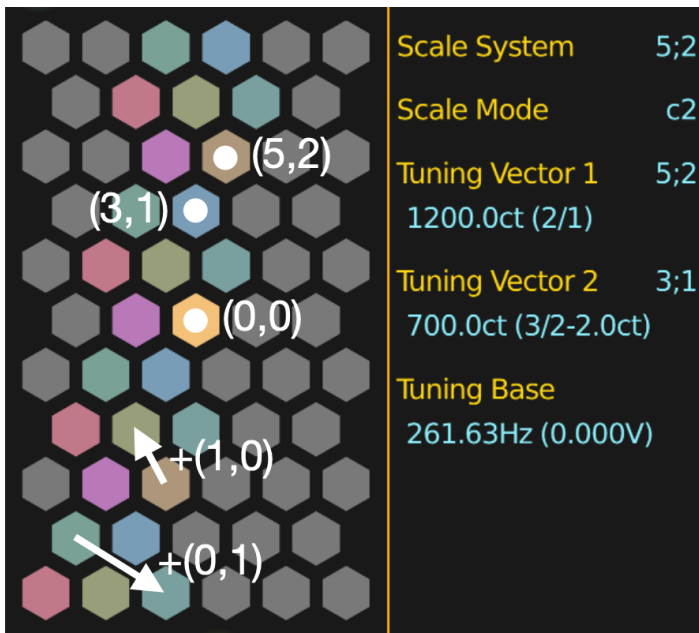 (5,2)
(3,1)
(0,0)
+(1,0)
+(0,1)
Scale System 5;2
Scale Mode c2
Tuning Vector 1 5;2
1200.0ct (2/1)
Tuning Vector 2 3;1
700.0ct (3/2-2.0ct)
Tuning Base
261.63Hz (0.000V)